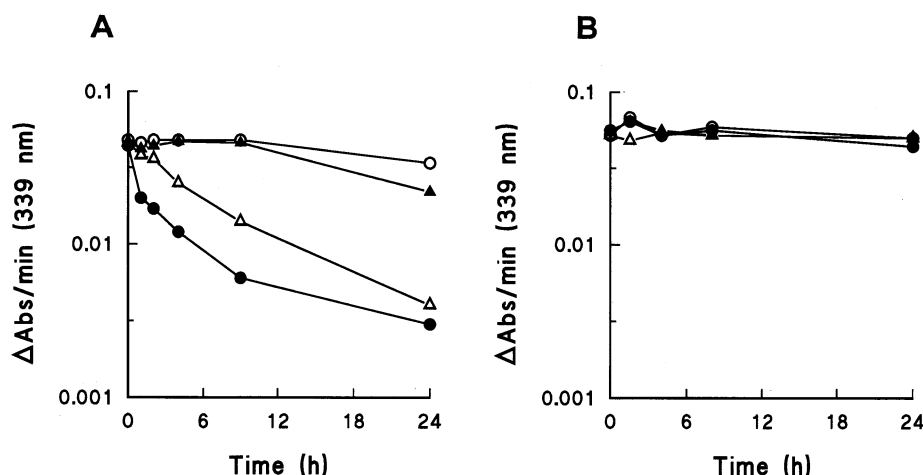 A
0.1
0.01
0.001
ΔAbs/min (339 nm)
0 6 12 18 24
Time (h)
B
0.1
0.01
0.001
ΔAbs/min (339 nm)
0 6 12 18 24
Time (h)